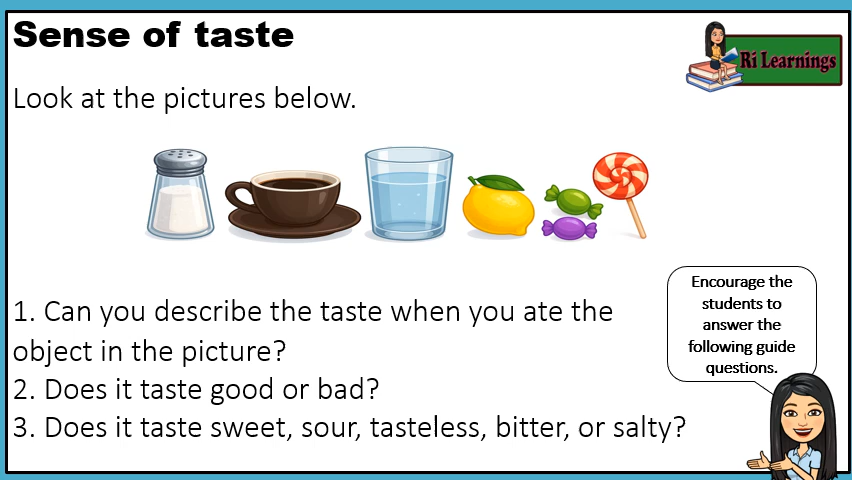 Sense of taste
Ri Learnings
Look at the pictures below.
1. Can you describe the taste when you ate the
object in the picture?
2. Does it taste good or bad?
3. Does it taste sweet, sour, tasteless, bitter, or salty?
Encourage the
students to
answer the
following guide
questions.